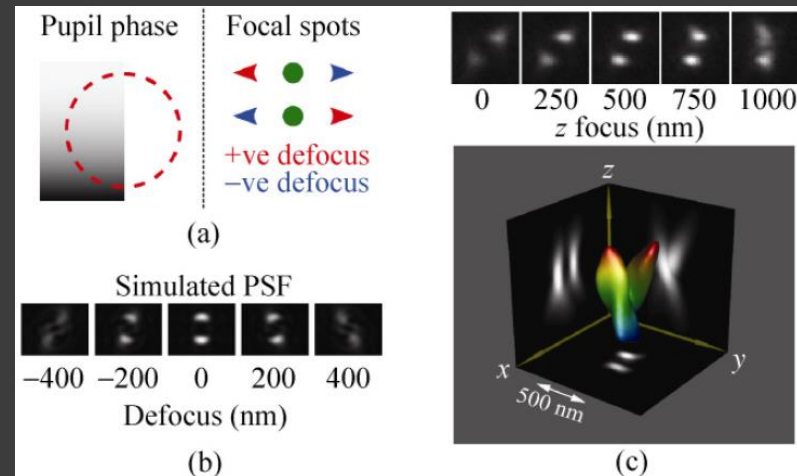 Pupil phase
Focal spots
+ve defocus
−ve defocus
(a)
Simulated PSF
−400 −200 0 200 400
Defocus (nm)
(b)
0 250 500 750 1000
z focus (nm)
z
x
y
500 nm
(c)